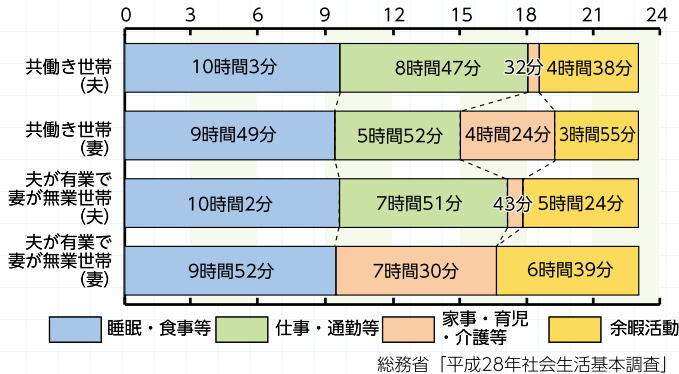 0 3 6 9 12 15 18 21 24
共働き世帯
（夫）
10時間3分 8時間47分 32分 4時間38分
共働き世帯
（妻）
9時間49分 5時間52分 4時間24分 3時間55分
夫が有業で
妻が無業世帯
（夫）
10時間2分 7時間51分 43分 5時間24分
夫が有業で
妻が無業世帯
（妻）
9時間52分 7時間30分 6時間39分
睡眠・食事等 仕事・通勤等 家事・育児
・介護等 余暇活動
総務省「平成28年社会生活基本調査」